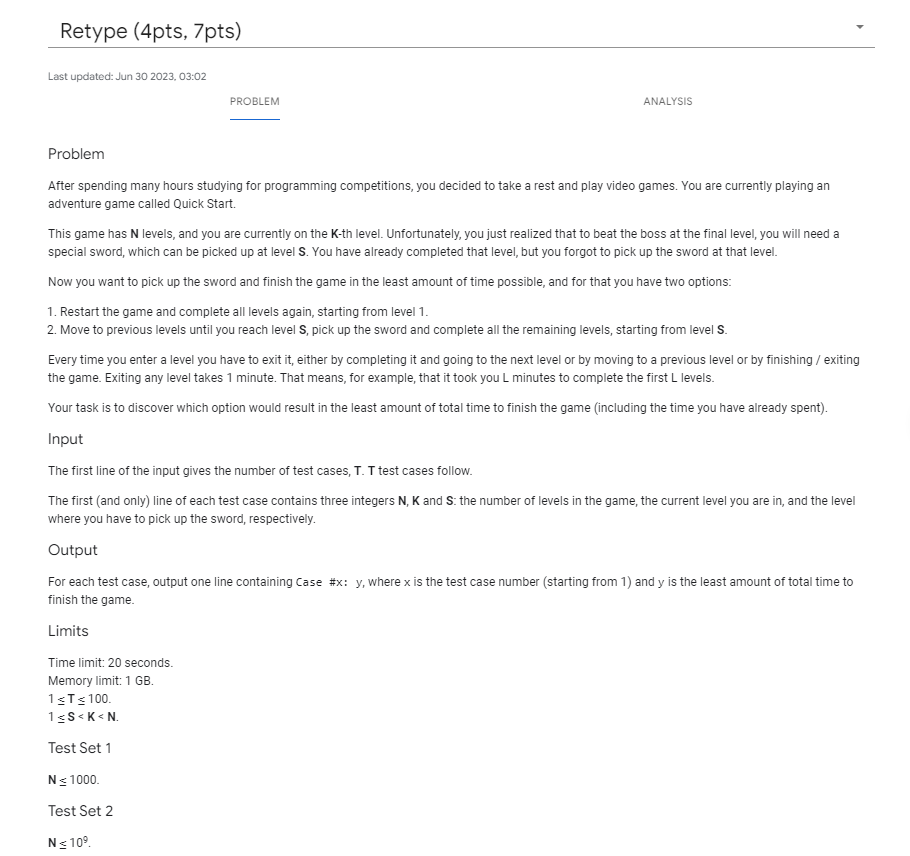 Retype (4pts, 7pts)
Last updated: Jun 30 2023, 03:02
PROBLEM
ANALYSIS
Problem
After spending many hours studying for programming competitions, you decided to take a rest and play video games. You are currently playing an
adventure game called Quick Start.
This game has N levels, and you are currently on the K-th level. Unfortunately, you just realized that to beat the boss at the final level, you will need a
special sword, which can be picked up at level S. You have already completed that level, but you forgot to pick up the sword at that level.
Now you want to pick up the sword and finish the game in the least amount of time possible, and for that you have two options:
1. Restart the game and complete all levels again, starting from level 1.
2. Move to previous levels until you reach level S, pick up the sword and complete all the remaining levels, starting from level S.
Every time you enter a level you have to exit it, either by completing it and going to the next level or by moving to a previous level or by finishing / exiting
the game. Exiting any level takes 1 minute. That means, for example, that it took you L minutes to complete the first L levels.
Your task is to discover which option would result in the least amount of total time to finish the game (including the time you have already spent).
Input
The first line of the input gives the number of test cases, T. T test cases follow.
The first (and only) line of each test case contains three integers N, K and S: the number of levels in the game, the current level you are in, and the level
where you have to pick up the sword, respectively.
Output
For each test case, output one line containing Case #x: y, where x is the test case number (starting from 1) and y is the least amount of total time to
finish the game.
Limits
Time limit: 20 seconds.
Memory limit: 1 GB.
1 ≤ T ≤ 100.
1 ≤ S < K < N.
Test Set 1
N ≤ 1000.
Test Set 2
N ≤ 10⁹.